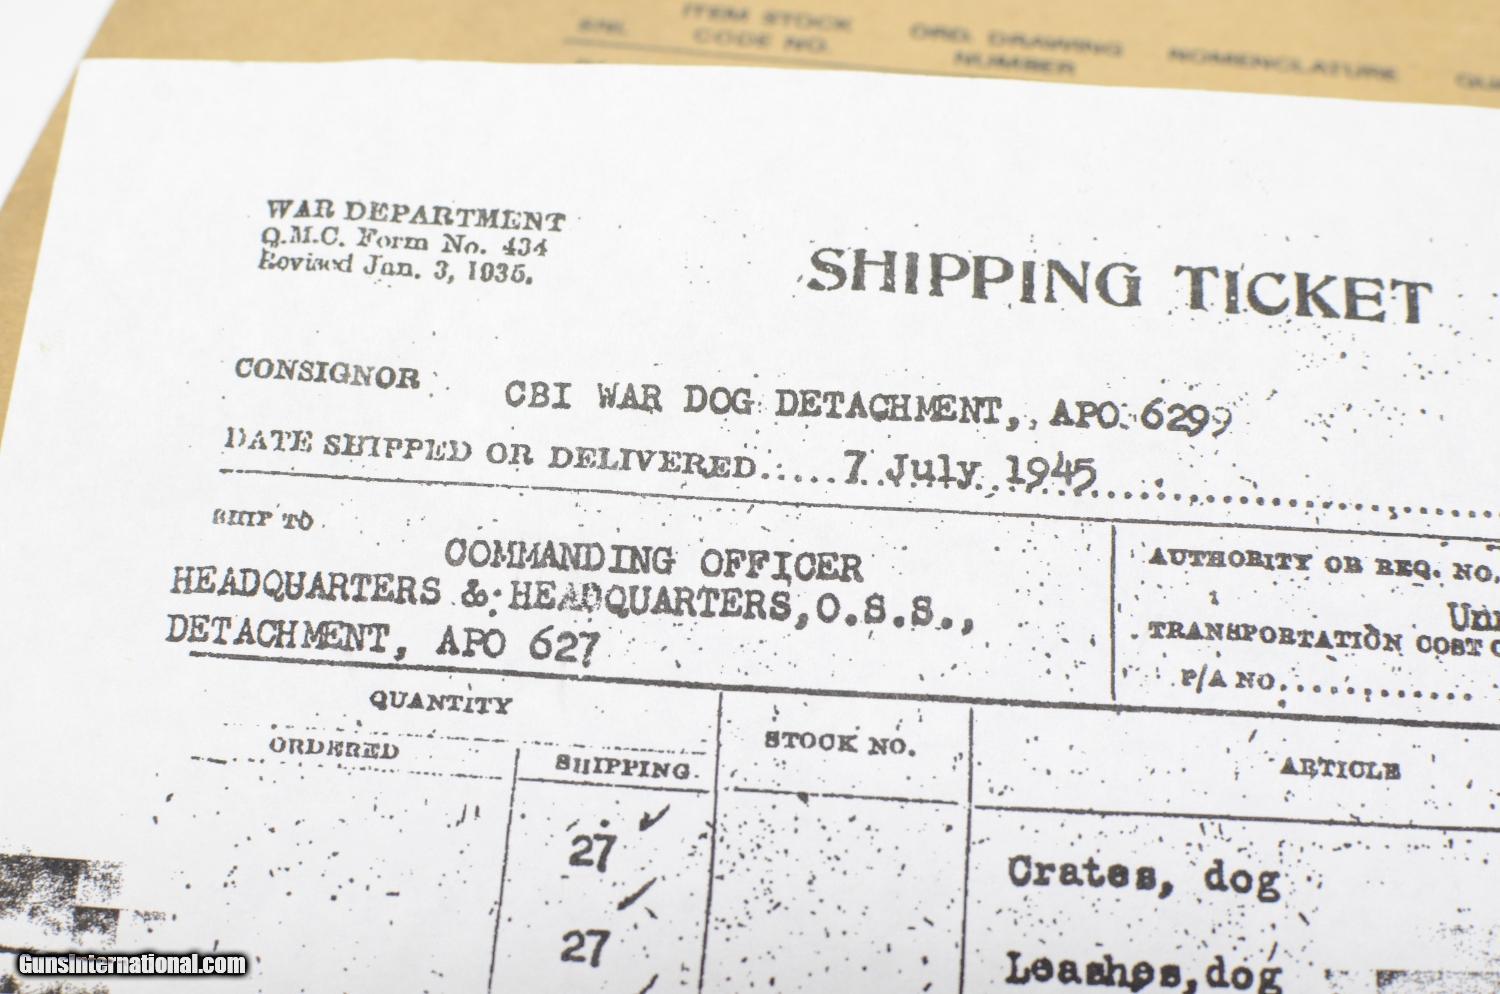 ITEM STOCK
SNL CODE NO. ORD. DRAWING NUMBER NOMENCLATURE
WAR DEPARTMENT
Q.M.C. Form No. 434
Revised Jan. 3, 1935.
SHIPPING TICKET
CONSIGNOR CBI WAR DOG DETACHMENT, APO 6299
DATE SHIPPED OR DELIVERED.....7 July 1945
SHIP TO
COMMANDING OFFICER
HEADQUARTERS & HEADQUARTERS, O.S.S.,
DETACHMENT, APO 627
AUTHORITY OR REQ. NO.
TRANSPORTATION COST
P/A NO.
QUANTITY
ORDERED SHIPPING STOCK NO. ARTICLE
27 Crates, dog
27 Leashes, dog
GunsInternational.com